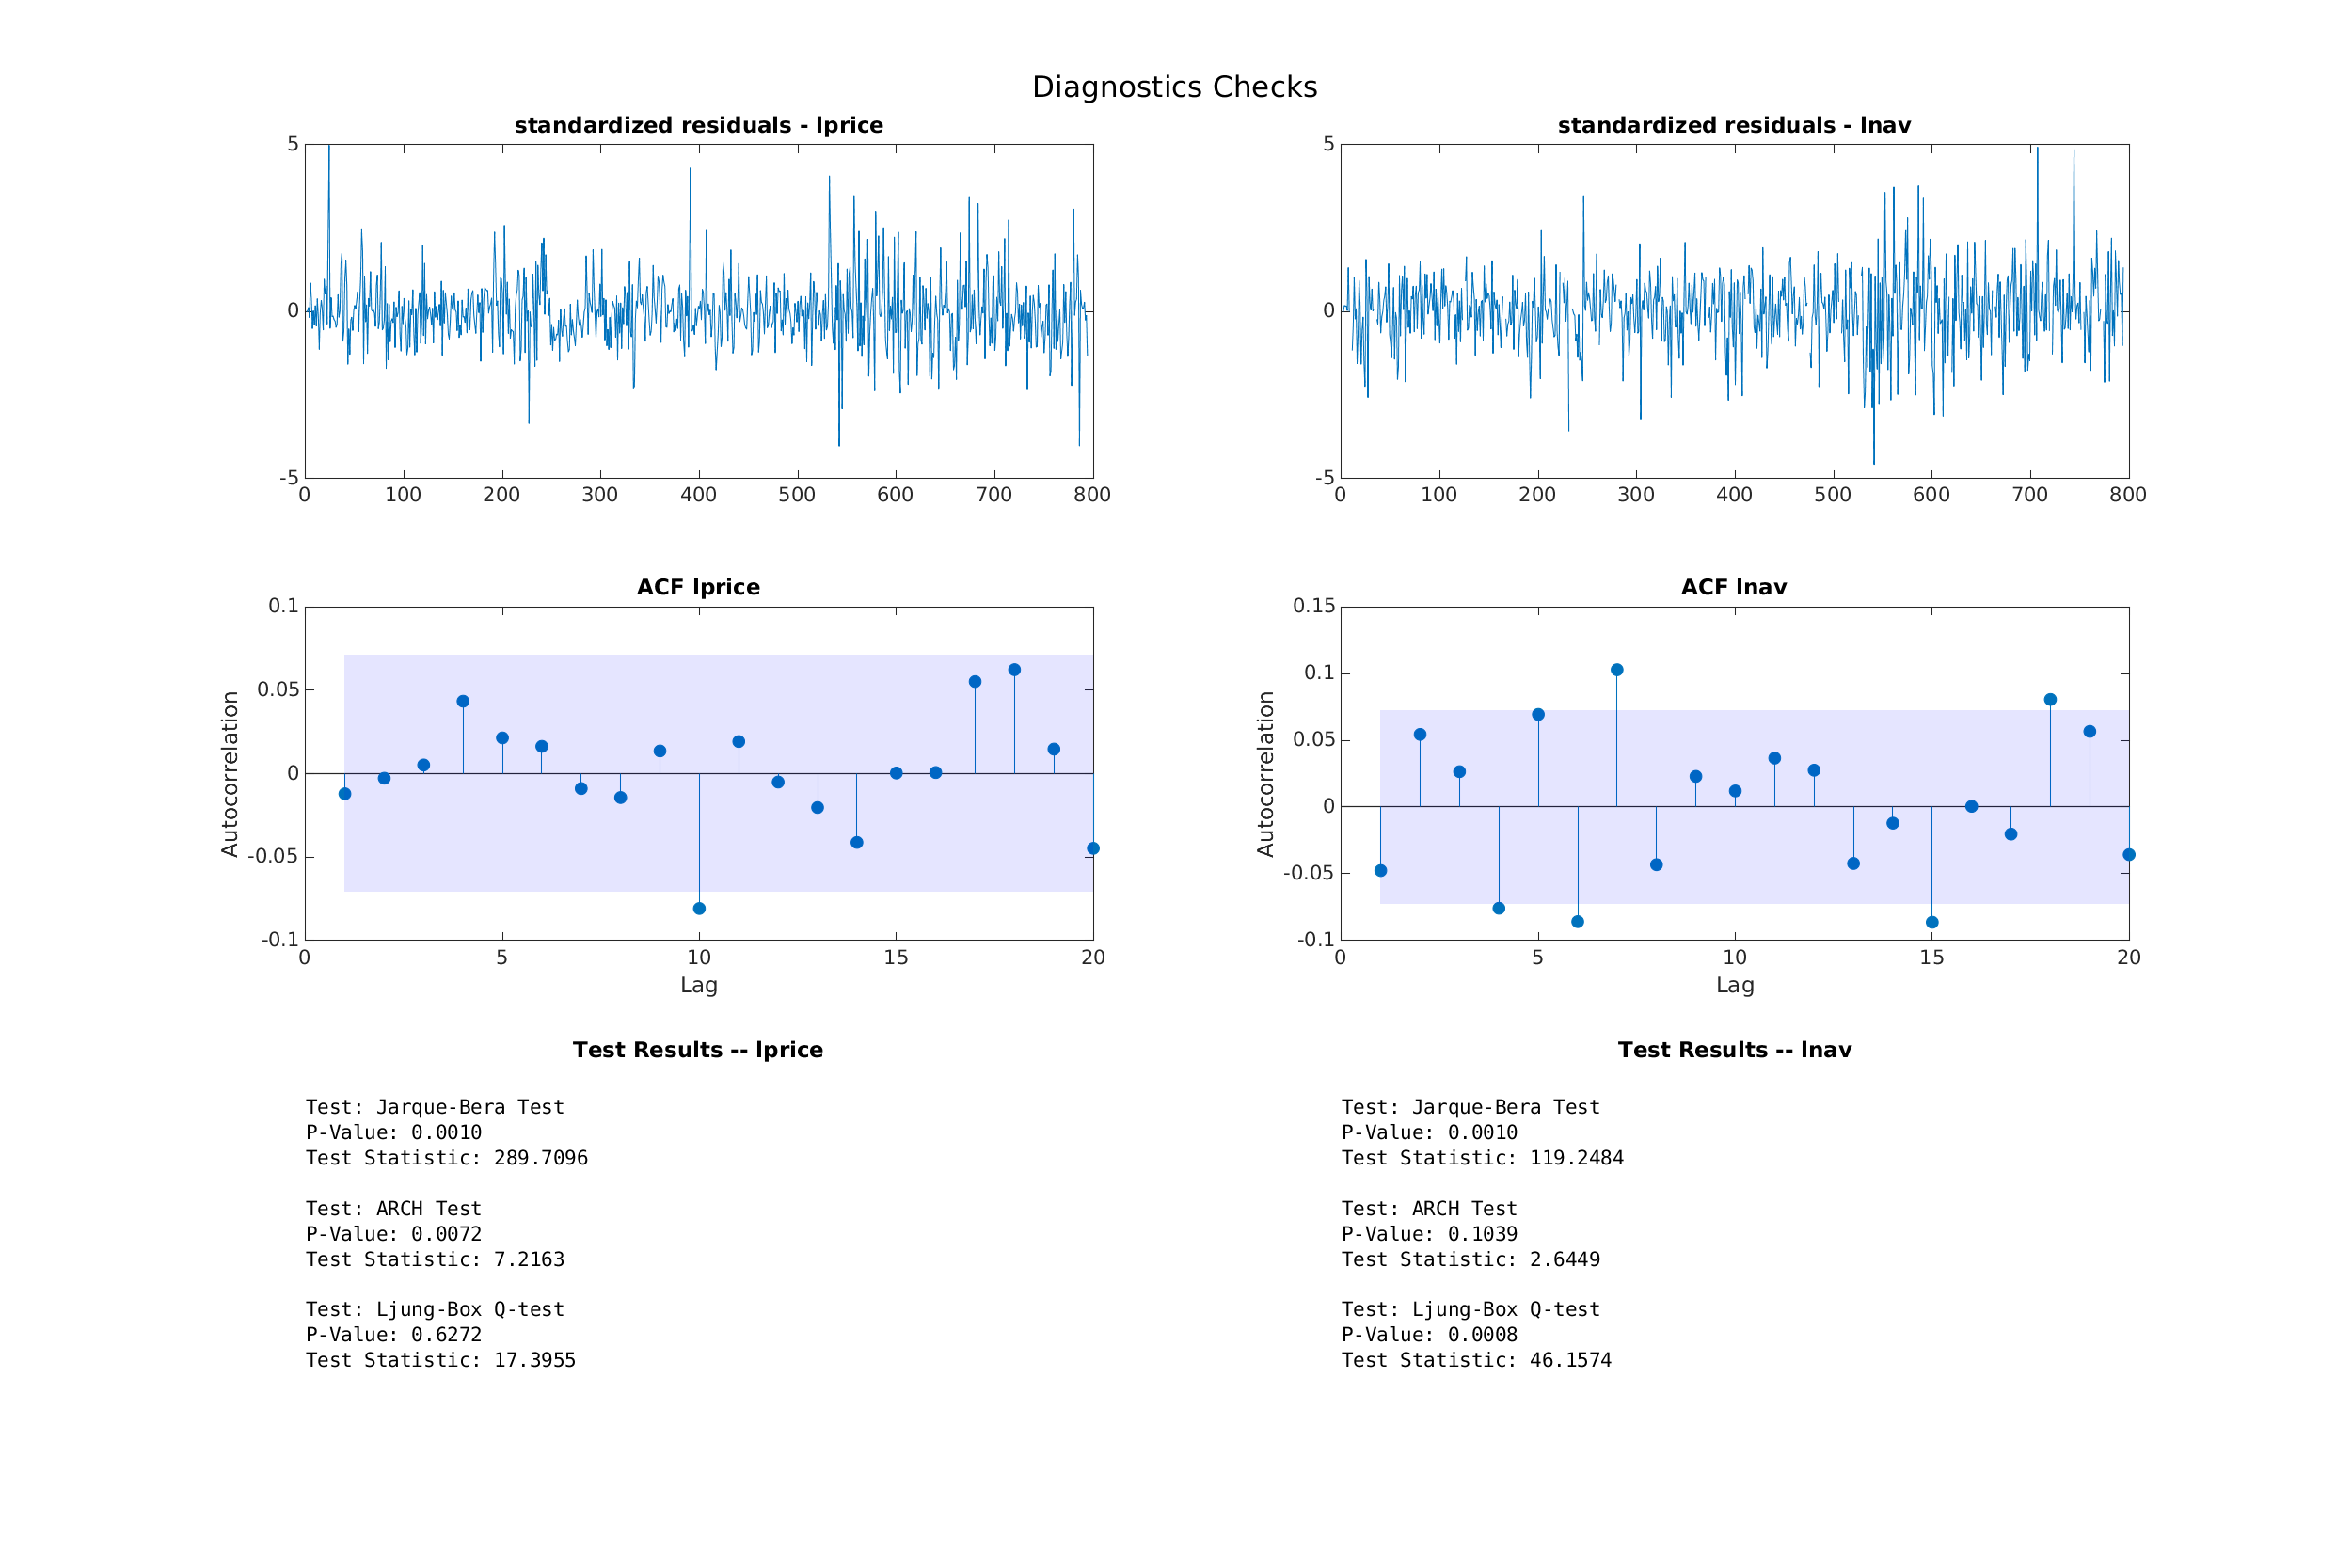 Diagnostics Checks
standardized residuals - lprice
5
0
-5
0 100 200 300 400 500 600 700 800
standardized residuals - lnav
5
0
-5
0 100 200 300 400 500 600 700 800
ACF lprice
0.1
0.05
0
-0.05
-0.1
Autocorrelation
0 5 10 15 20
Lag
ACF lnav
0.15
0.1
0.05
0
-0.05
-0.1
Autocorrelation
0 5 10 15 20
Lag
Test Results -- lprice
Test: Jarque-Bera Test
P-Value: 0.0010
Test Statistic: 289.7096
Test: ARCH Test
P-Value: 0.0072
Test Statistic: 7.2163
Test: Ljung-Box Q-test
P-Value: 0.6272
Test Statistic: 17.3955
Test Results -- lnav
Test: Jarque-Bera Test
P-Value: 0.0010
Test Statistic: 119.2484
Test: ARCH Test
P-Value: 0.1039
Test Statistic: 2.6449
Test: Ljung-Box Q-test
P-Value: 0.0008
Test Statistic: 46.1574